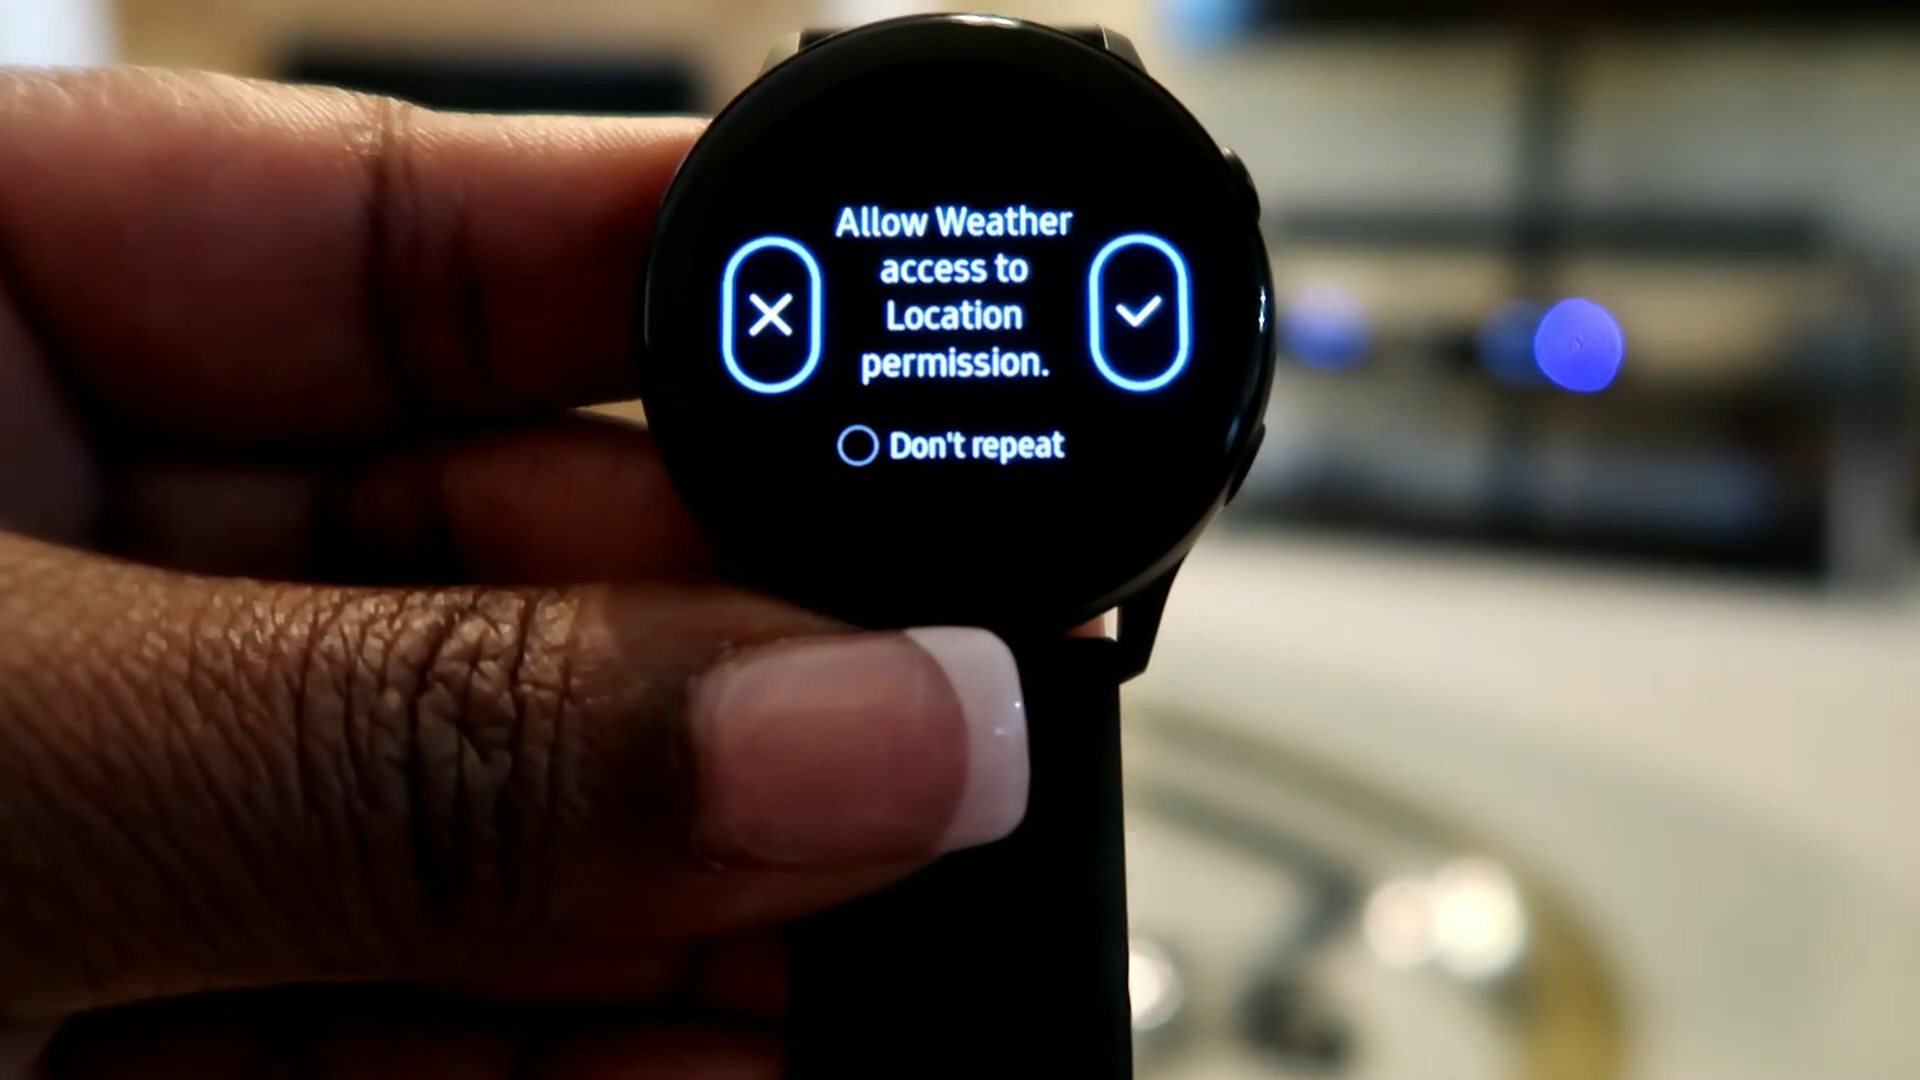 Allow Weather
access to
Location
permission.
Don't repeat